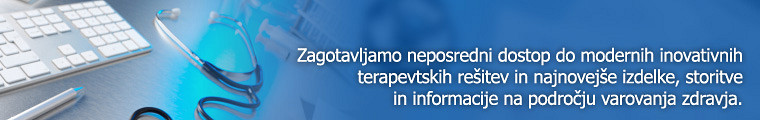 Zagotavljamo neposredni dostop do modernih inovativnih
terapevtskih rešitev in najnovejše izdelke, storitve
in informacije na področju varovanja zdravja.